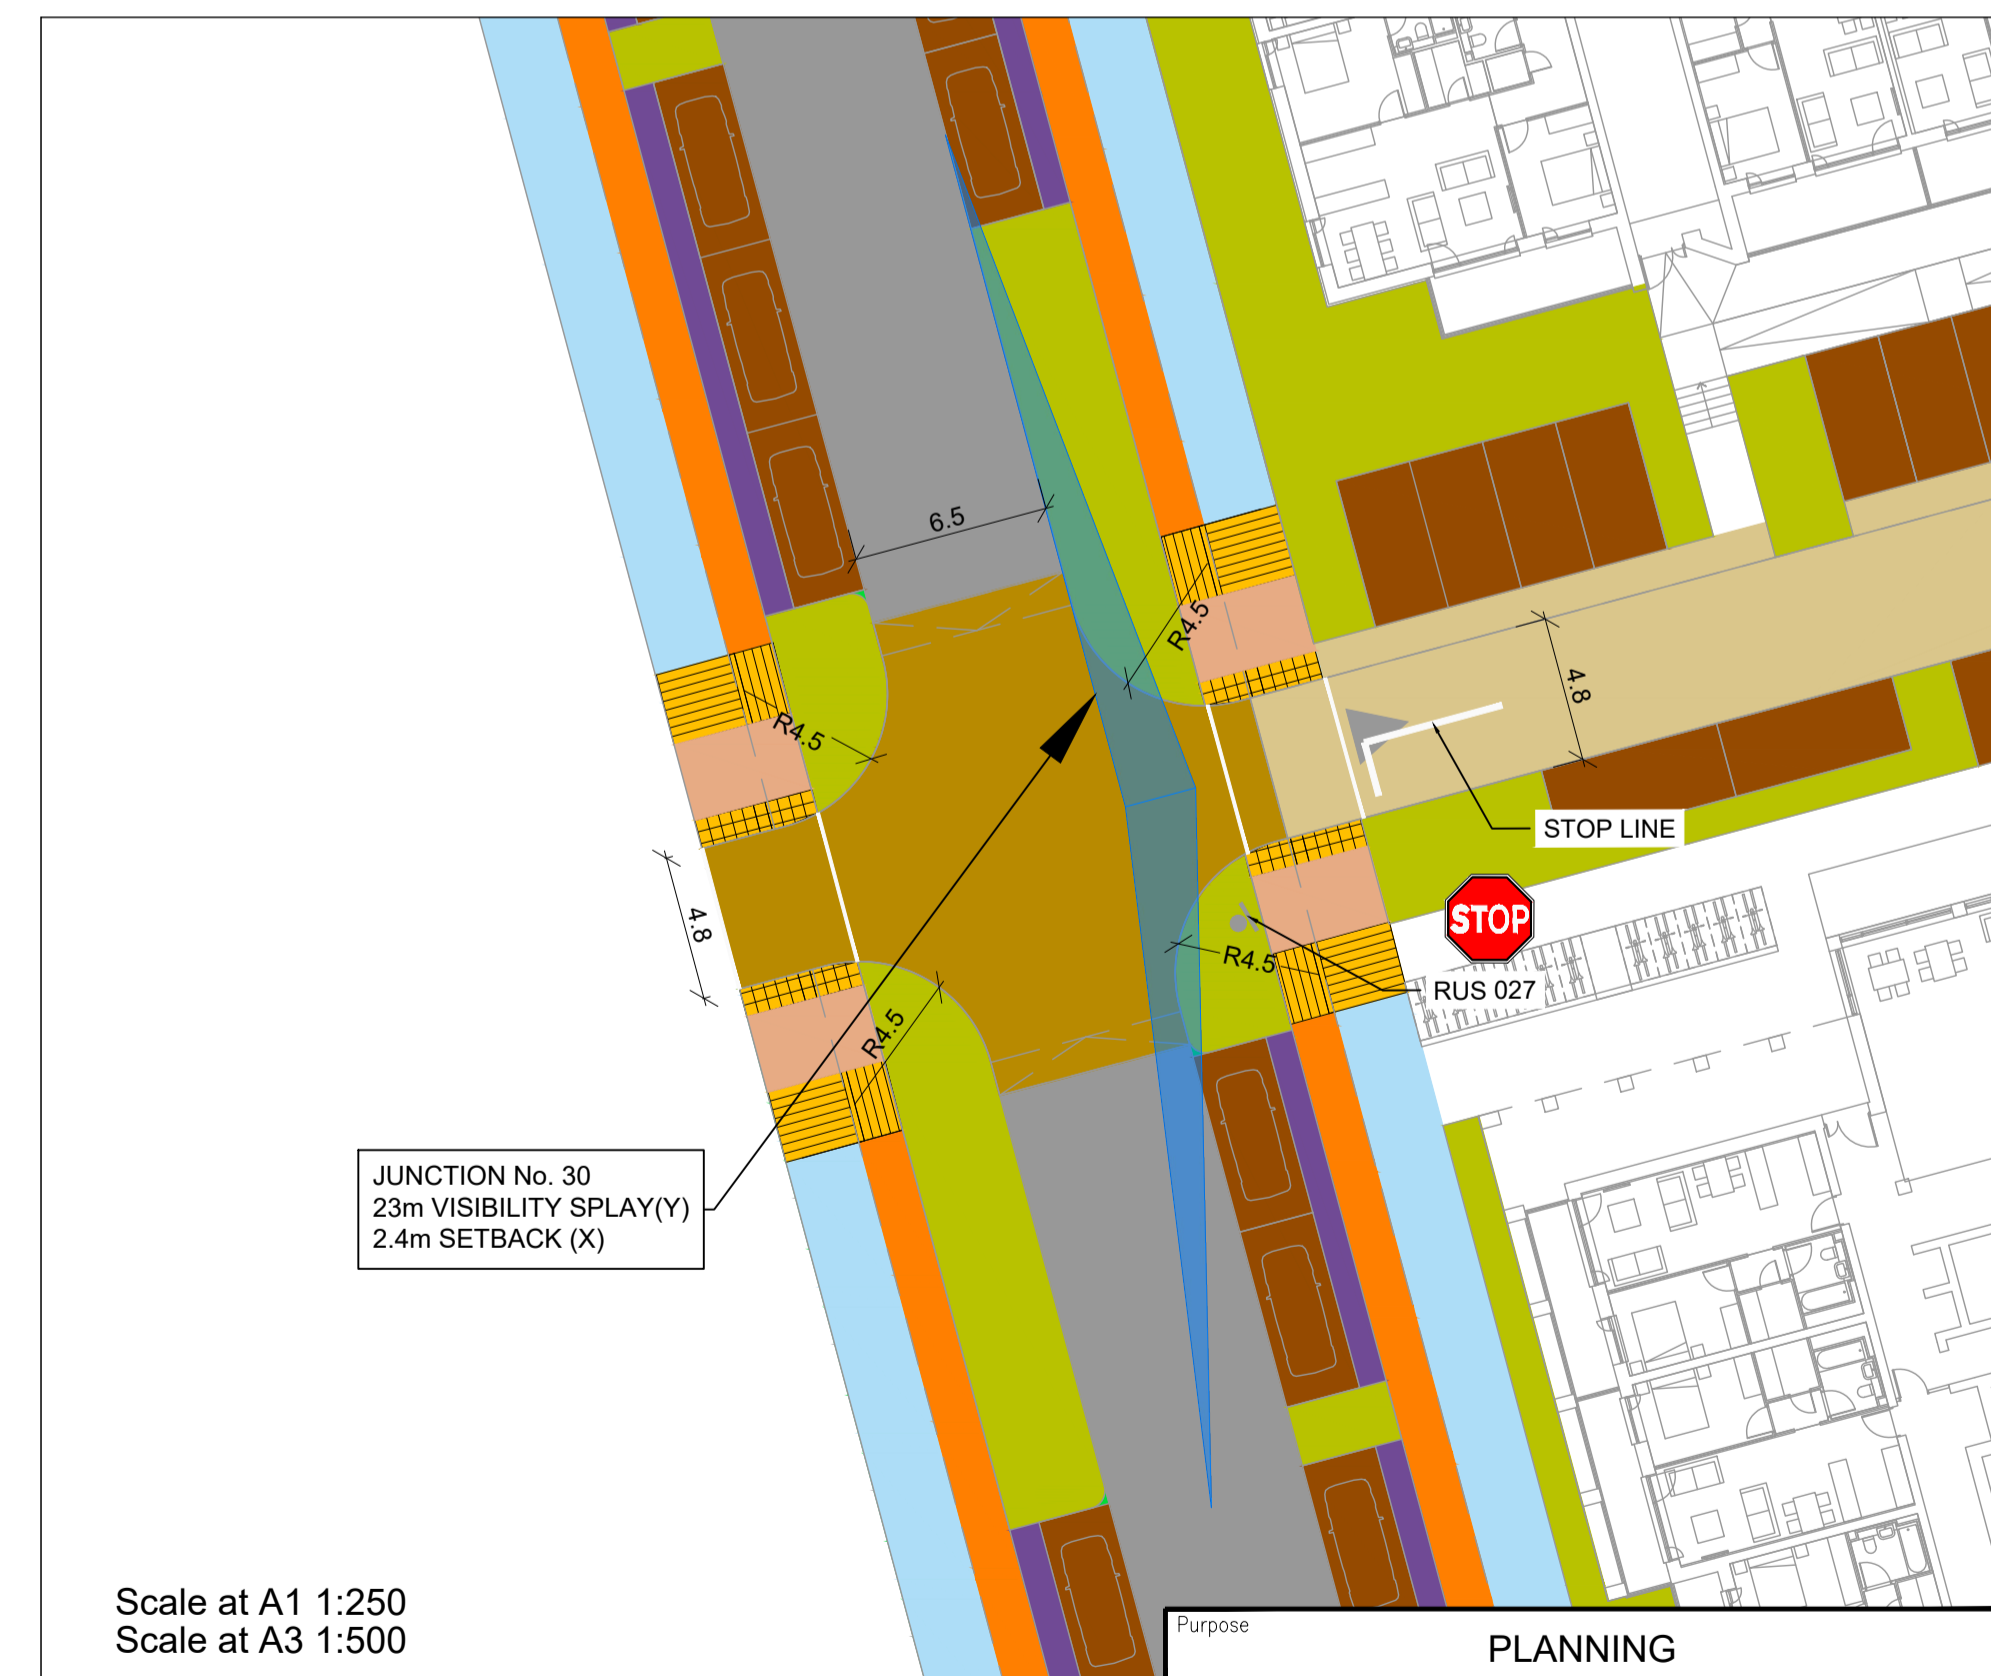 6.5
R4.5
R4.5
4.8
STOP LINE
STOP
4.8
R4.5
RUS 027
R4.5
JUNCTION No. 30
23m VISIBILITY SPLAY(Y)
2.4m SETBACK (X)
Scale at A1 1:250
Scale at A3 1:500
Purpose
PLANNING